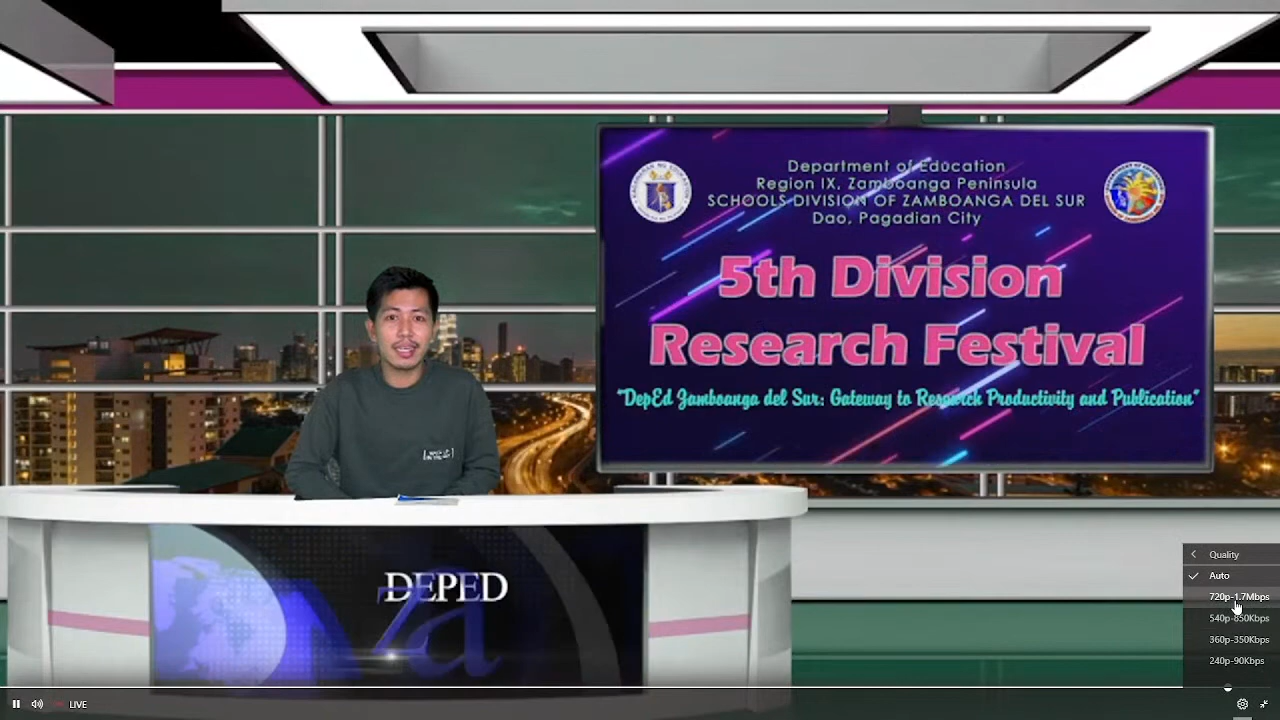 Department of Education
Region IX, Zamboanga Peninsula
SCHOOLS DIVISION OF ZAMBOANGA DEL SUR
Dao, Pagadian City
5th Division
Research Festival
"DepEd Zamboanga del Sur: Gateway to Research Productivity and Publication"
DEPED
Quality
Auto
720p-1.7Mbps
540p-850Kbps
360p-350Kbps
240p-90Kbps
LIVE